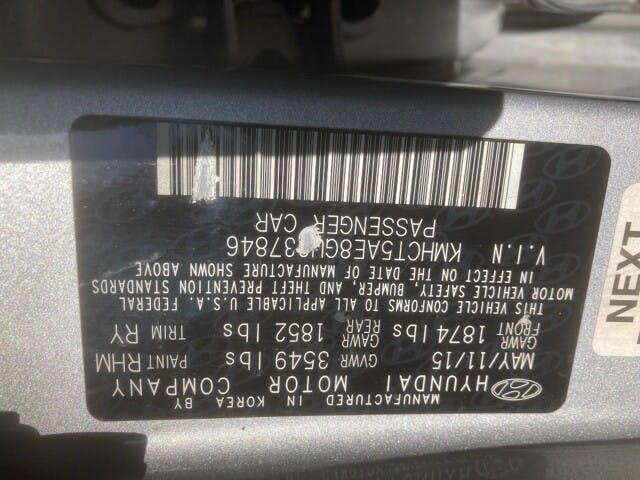 MANUFACTURED IN KOREA BY
HYUNDAI MOTOR COMPANY
MAY/11/15 GVWR 3549 lbs PAINT RHM
GAWR FRONT 1874 lbs GAWR REAR 1852 lbs TRIM RY
THIS VEHICLE CONFORMS TO ALL APPLICABLE U.S.A. FEDERAL
MOTOR VEHICLE SAFETY, BUMPER, AND THEFT PREVENTION STANDARDS
IN EFFECT ON THE DATE OF MANUFACTURE SHOWN ABOVE
V.I.N
PASSENGER CAR
NEXT